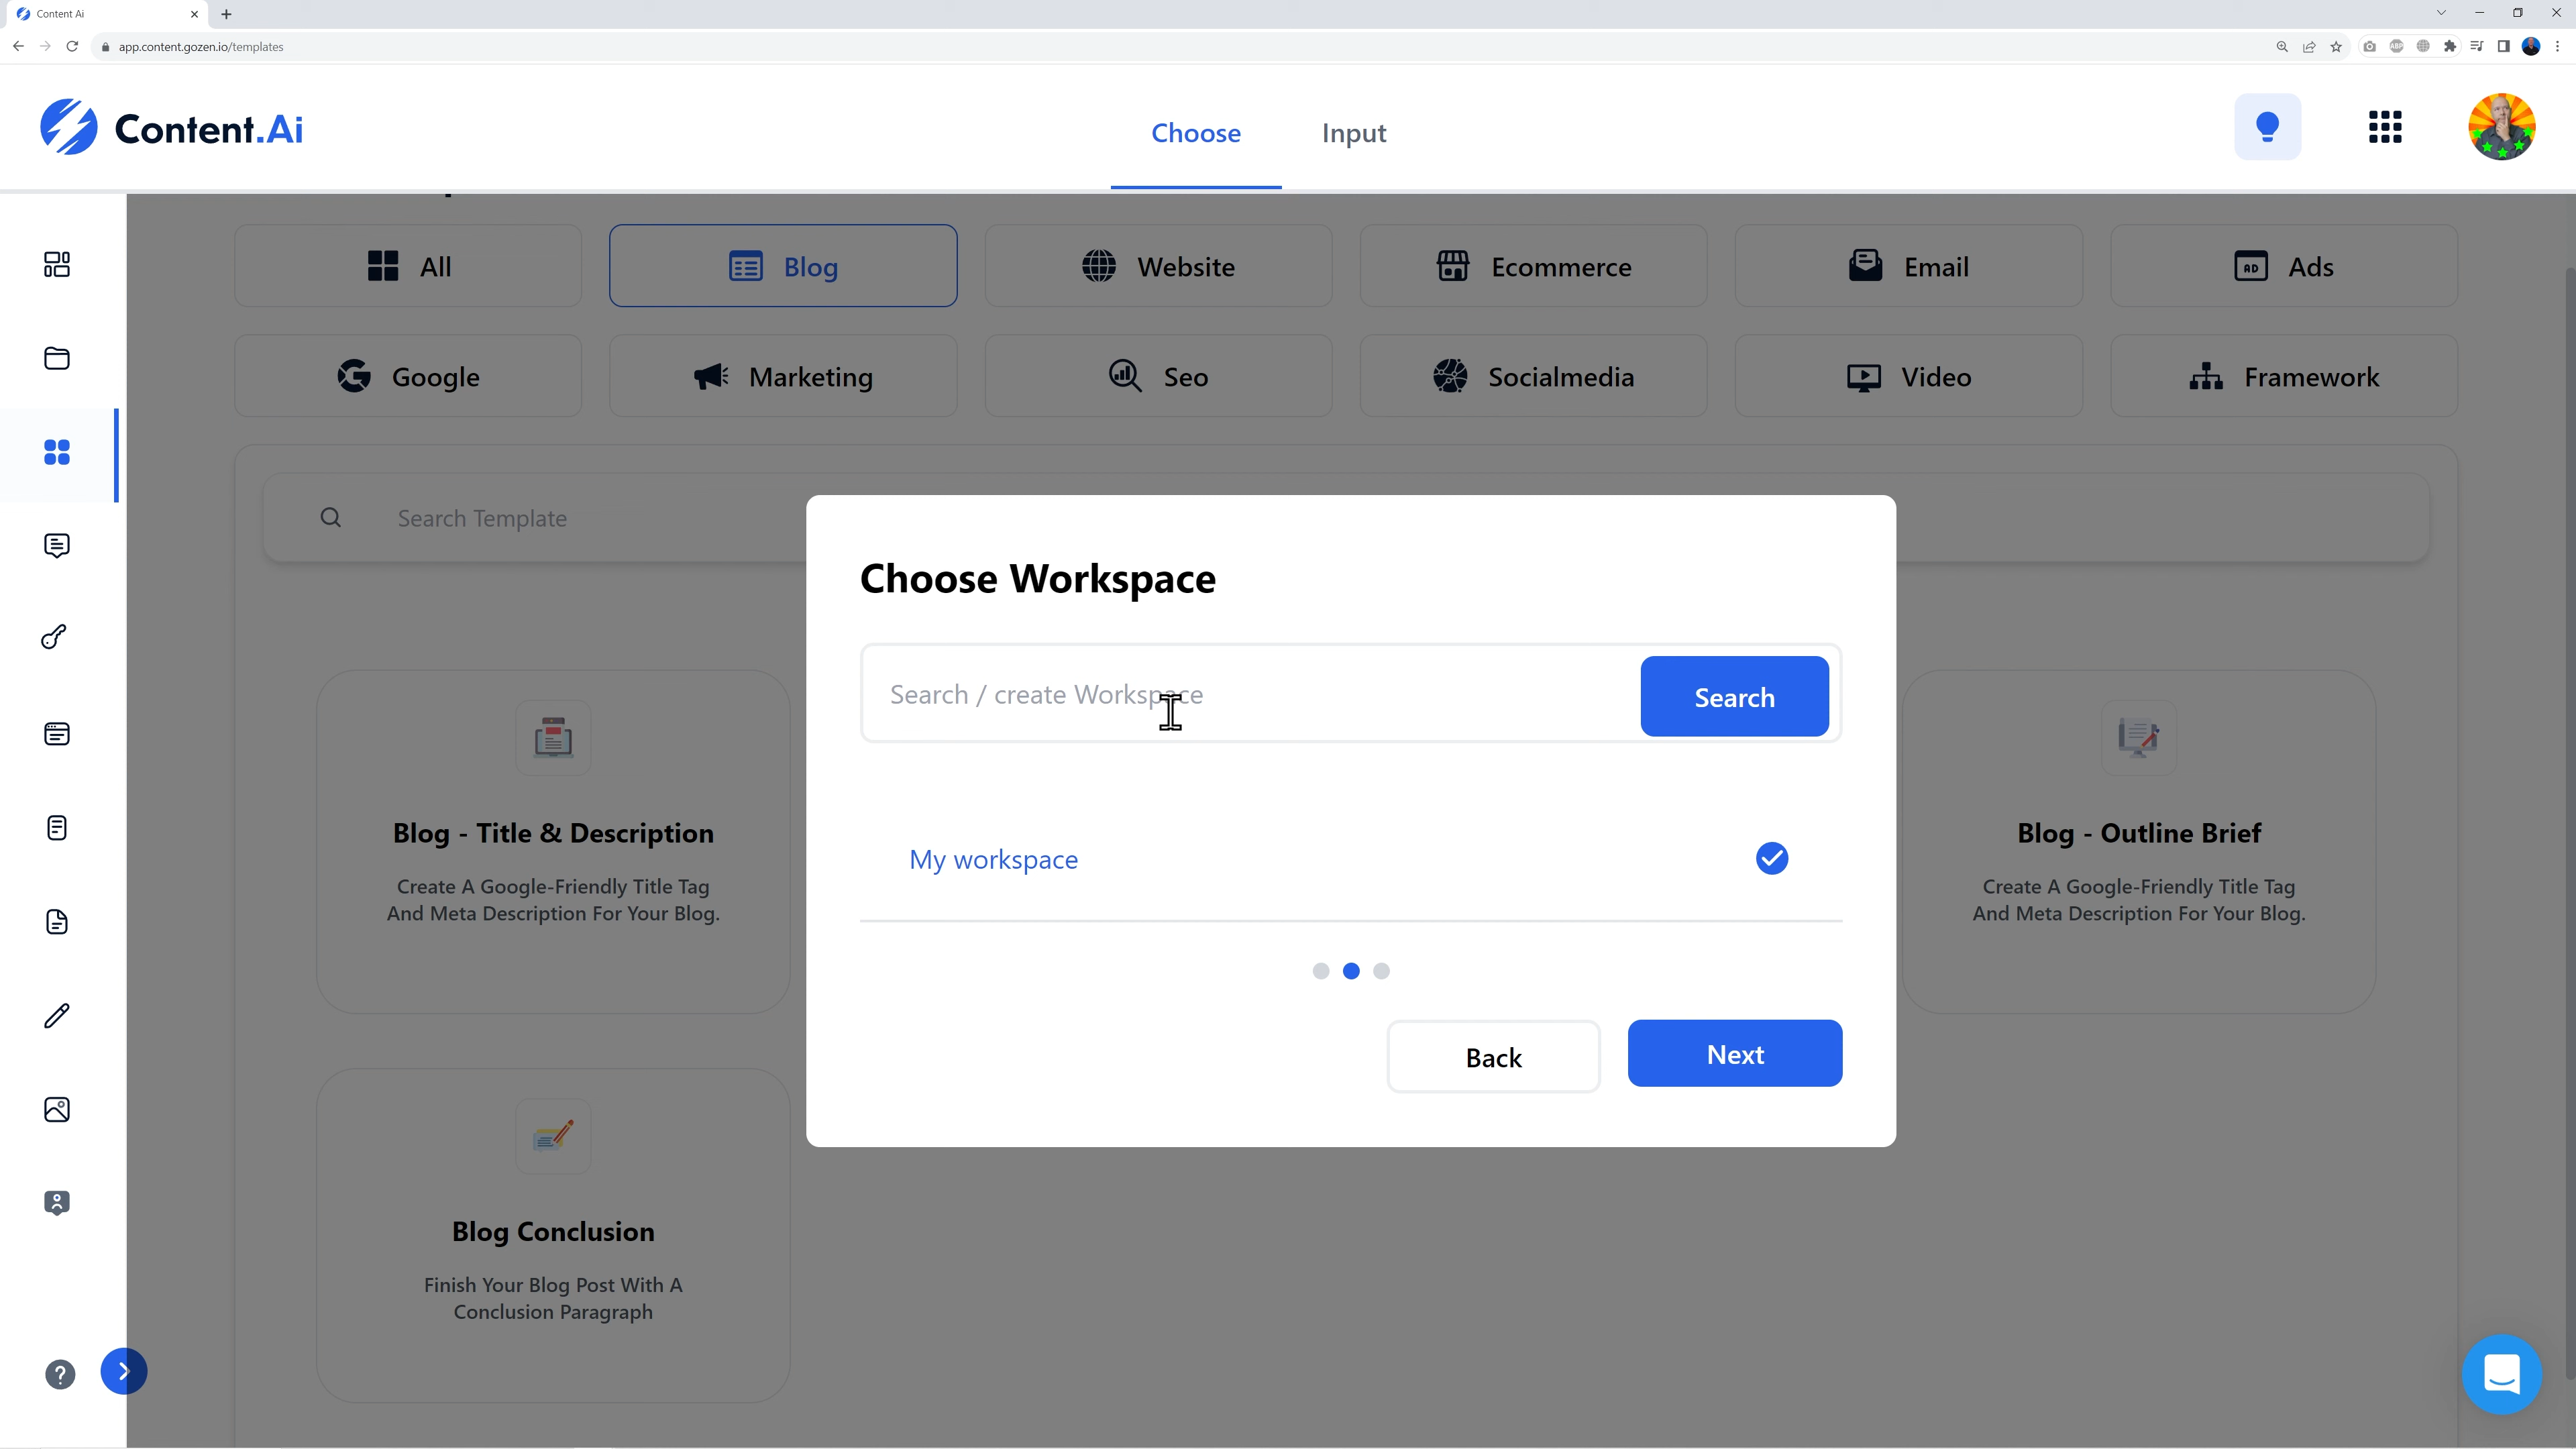 Content Ai
app.content.gozen.io/templates
Content.Ai
Choose
Input
All
Blog
Website
Ecommerce
Email
AD
Ads
Google
Marketing
Seo
Socialmedia
Video
Framework
Search Template
Choose Workspace
Search / create Workspace
Search
Blog - Title & Description
Create A Google-Friendly Title Tag
And Meta Description For Your Blog.
My workspace
Blog - Outline Brief
Create A Google-Friendly Title Tag
And Meta Description For Your Blog.
Back
Next
Blog Conclusion
Finish Your Blog Post With A
Conclusion Paragraph